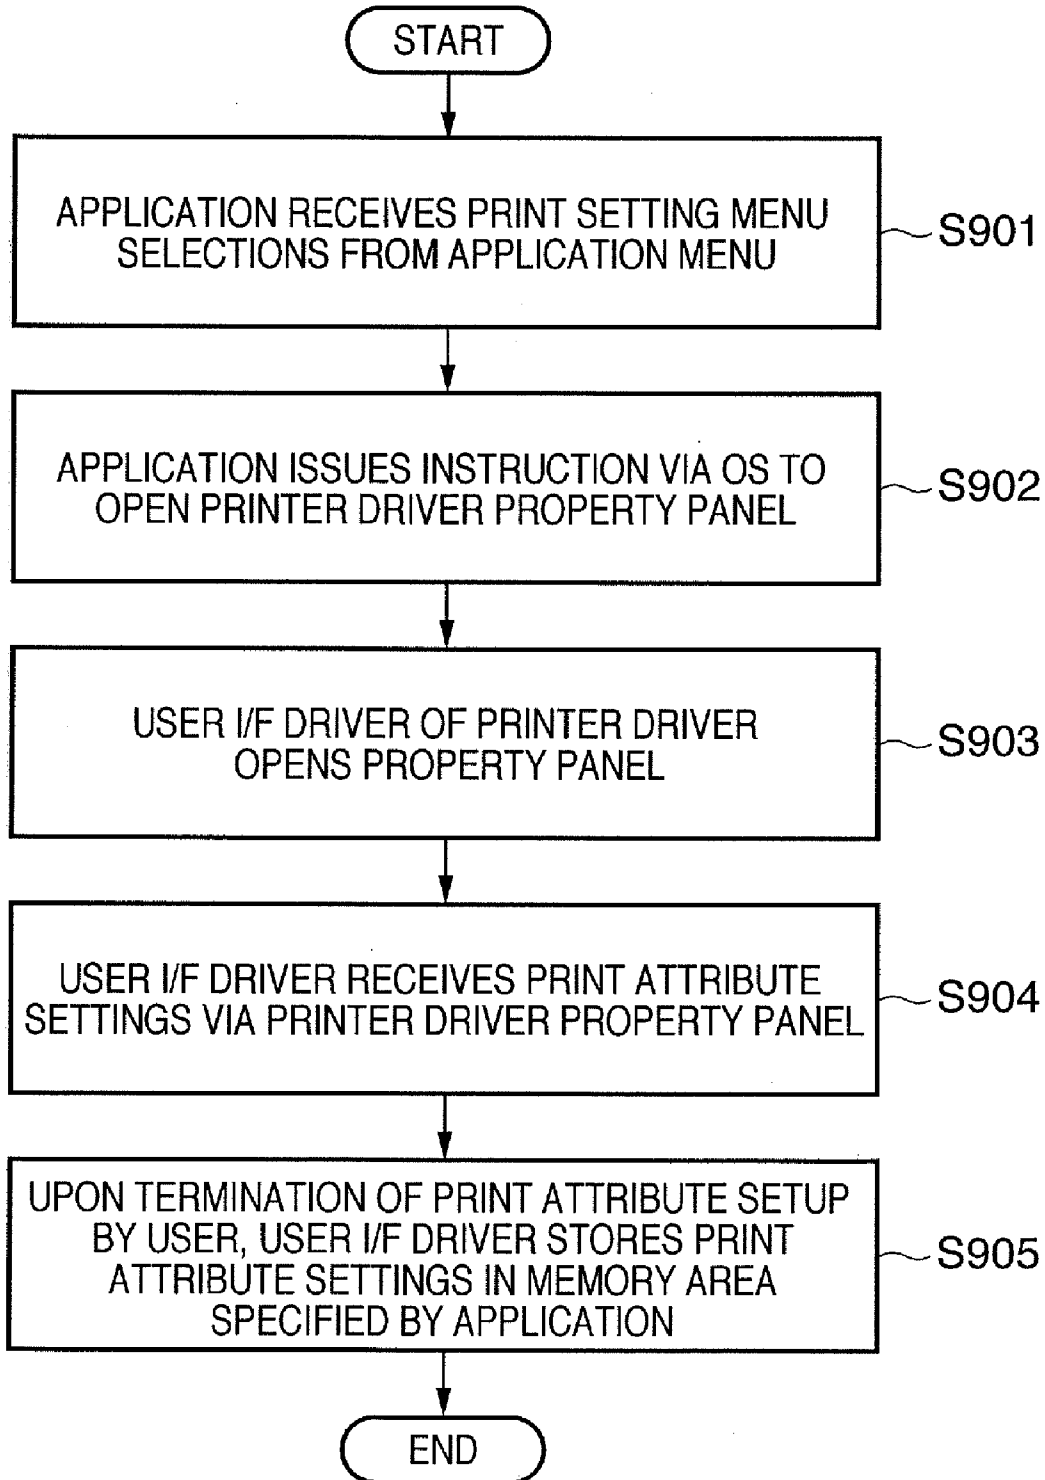 START
APPLICATION RECEIVES PRINT SETTING MENU
SELECTIONS FROM APPLICATION MENU
S901
APPLICATION ISSUES INSTRUCTION VIA OS TO
OPEN PRINTER DRIVER PROPERTY PANEL
S902
USER I/F DRIVER OF PRINTER DRIVER
OPENS PROPERTY PANEL
S903
USER I/F DRIVER RECEIVES PRINT ATTRIBUTE
SETTINGS VIA PRINTER DRIVER PROPERTY PANEL
S904
UPON TERMINATION OF PRINT ATTRIBUTE SETUP
BY USER, USER I/F DRIVER STORES PRINT
ATTRIBUTE SETTINGS IN MEMORY AREA
SPECIFIED BY APPLICATION
S905
END